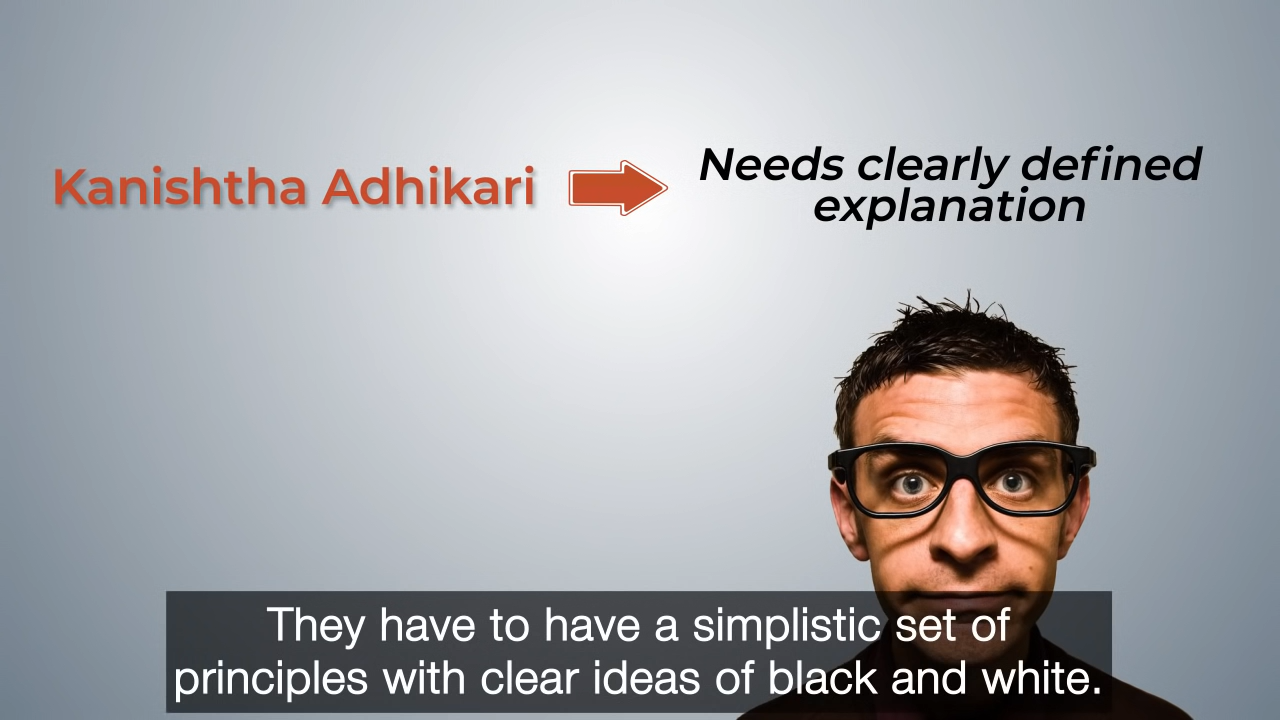 Kanishtha Adhikari
Needs clearly defined
explanation
They have to have a simplistic set of
principles with clear ideas of black and white.